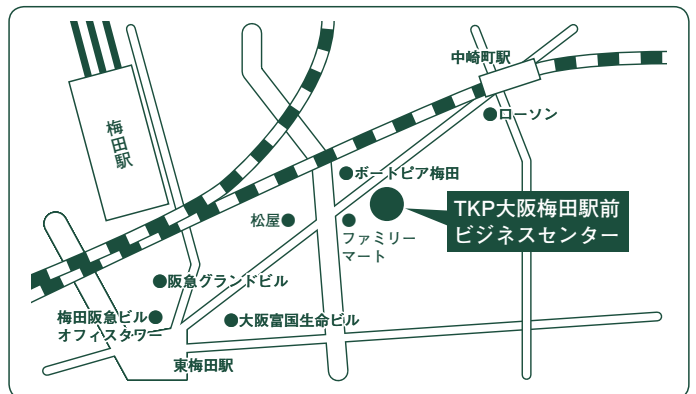 中崎町駅
梅田駅
ローソン
ボートピア梅田
TKP大阪梅田駅前
ビジネスセンター
松屋
ファミリー
マート
阪急グランドビル
梅田阪急ビル
オフィスタワー
大阪富国生命ビル
東梅田駅